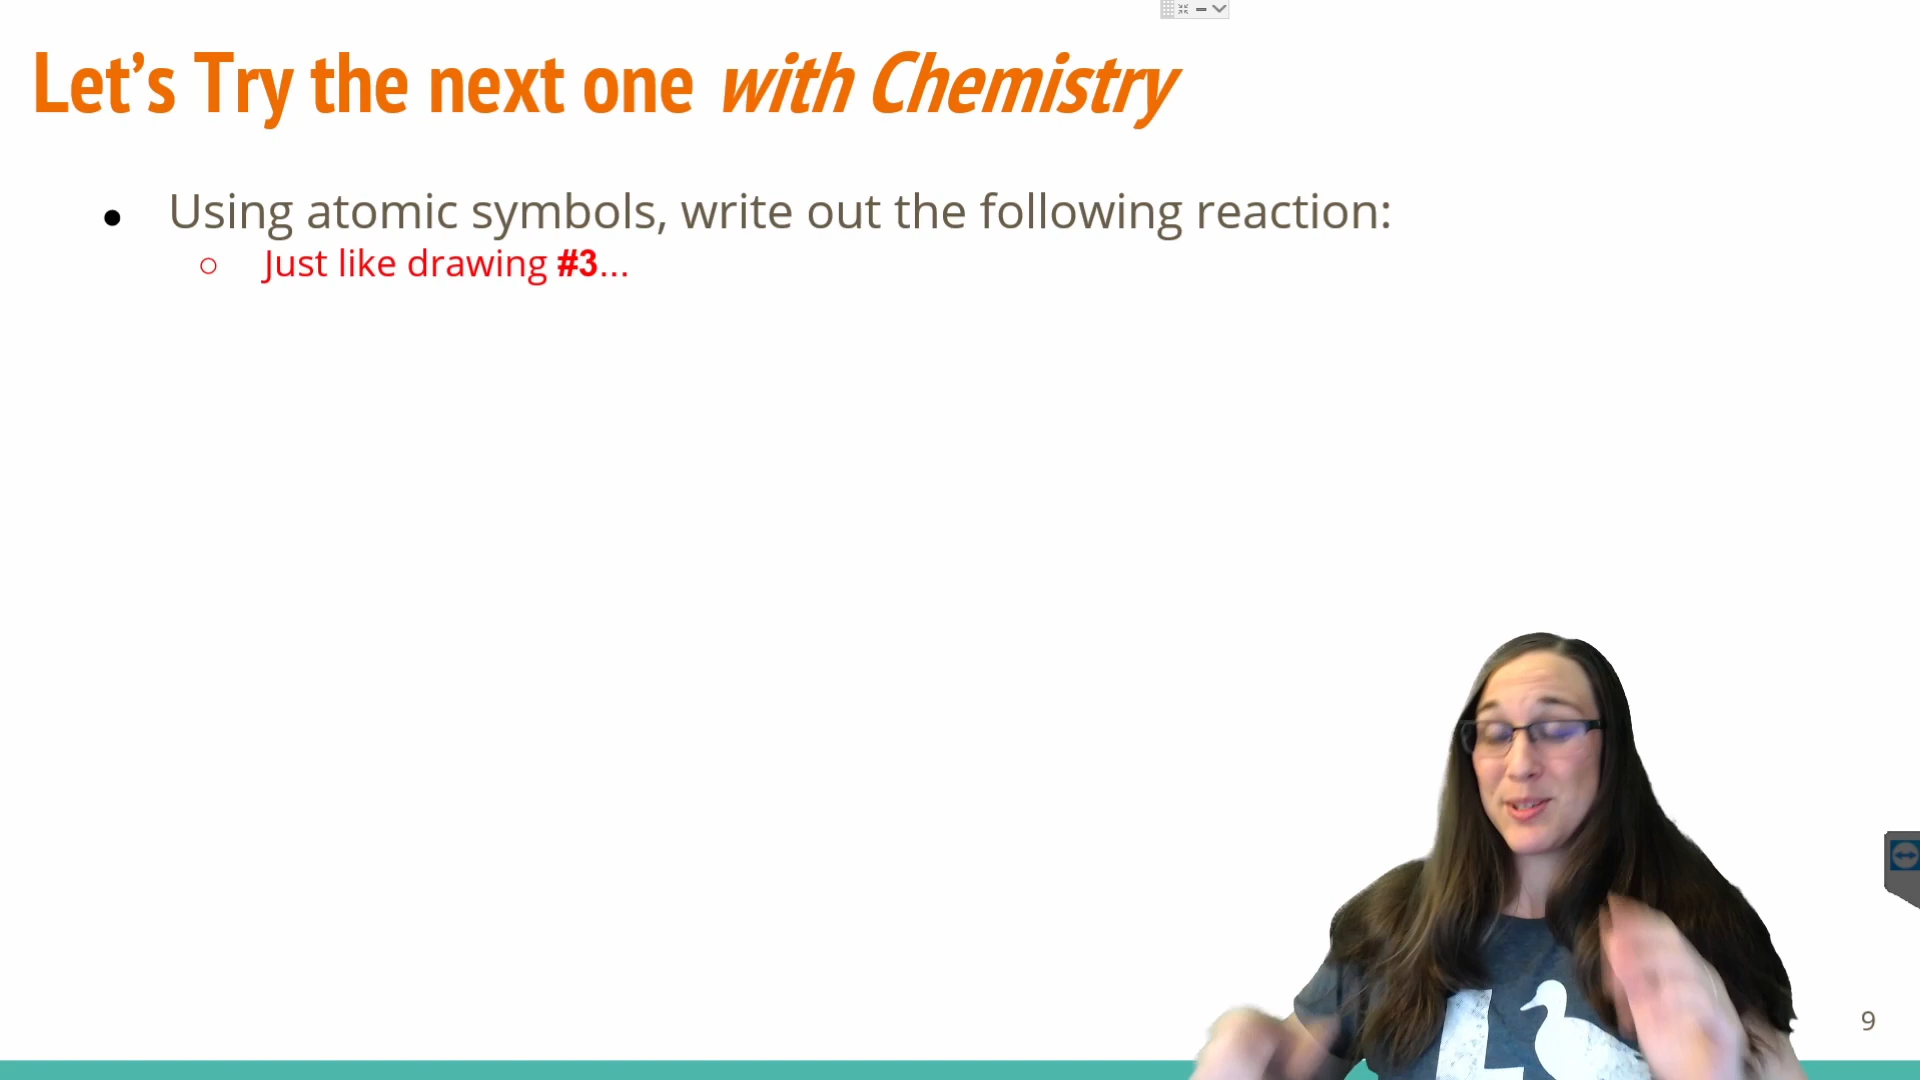 Let’s Try the next one with Chemistry
● Using atomic symbols, write out the following reaction:
○ Just like drawing #3...
L
9